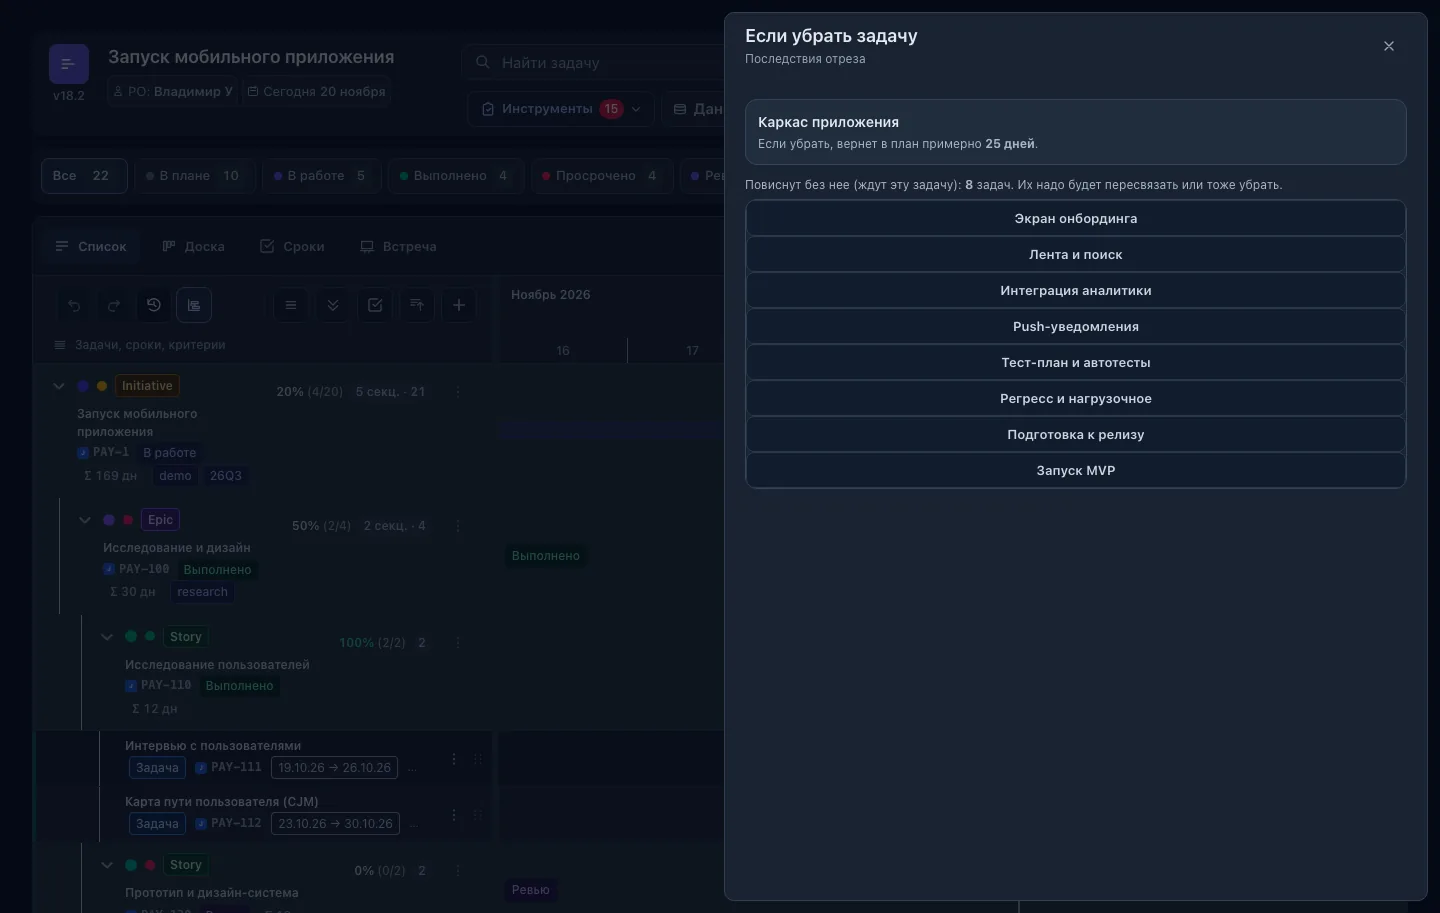 Запуск мобильного приложения
Найти задачу
v18.2
PO: Владимир У
Сегодня 20 ноября
Инструменты 15
Дан
Все 22
В плане 10
В работе 5
Выполнено 4
Просрочено 4
Рев
Список
Доска
Сроки
Встреча
Ноябрь 2026
Задачи, сроки, критерии
16
17
Initiative
20% (4/20) 5 секц. · 21
Запуск мобильного
приложения
PAY-1 В работе
Σ 169 дн demo 26Q3
Epic
50% (2/4) 2 секц. · 4
Исследование и дизайн
PAY-100 Выполнено
Σ 30 дн research
Выполнено
Story
100% (2/2) 2
Исследование пользователей
PAY-110 Выполнено
Σ 12 дн
Интервью с пользователями
Задача PAY-111 19.10.26 → 26.10.26 ...
Карта пути пользователя (CJM)
Задача PAY-112 23.10.26 → 30.10.26 ...
Story
0% (0/2) 2
Прототип и дизайн-система
Ревью
Если убрать задачу
Последствия отреза
Каркас приложения
Если убрать, вернет в план примерно 25 дней.
Повиснут без нее (ждут эту задачу): 8 задач. Их надо будет пересвязать или тоже убрать.
Экран онбординга
Лента и поиск
Интеграция аналитики
Push-уведомления
Тест-план и автотесты
Регресс и нагрузочное
Подготовка к релизу
Запуск MVP